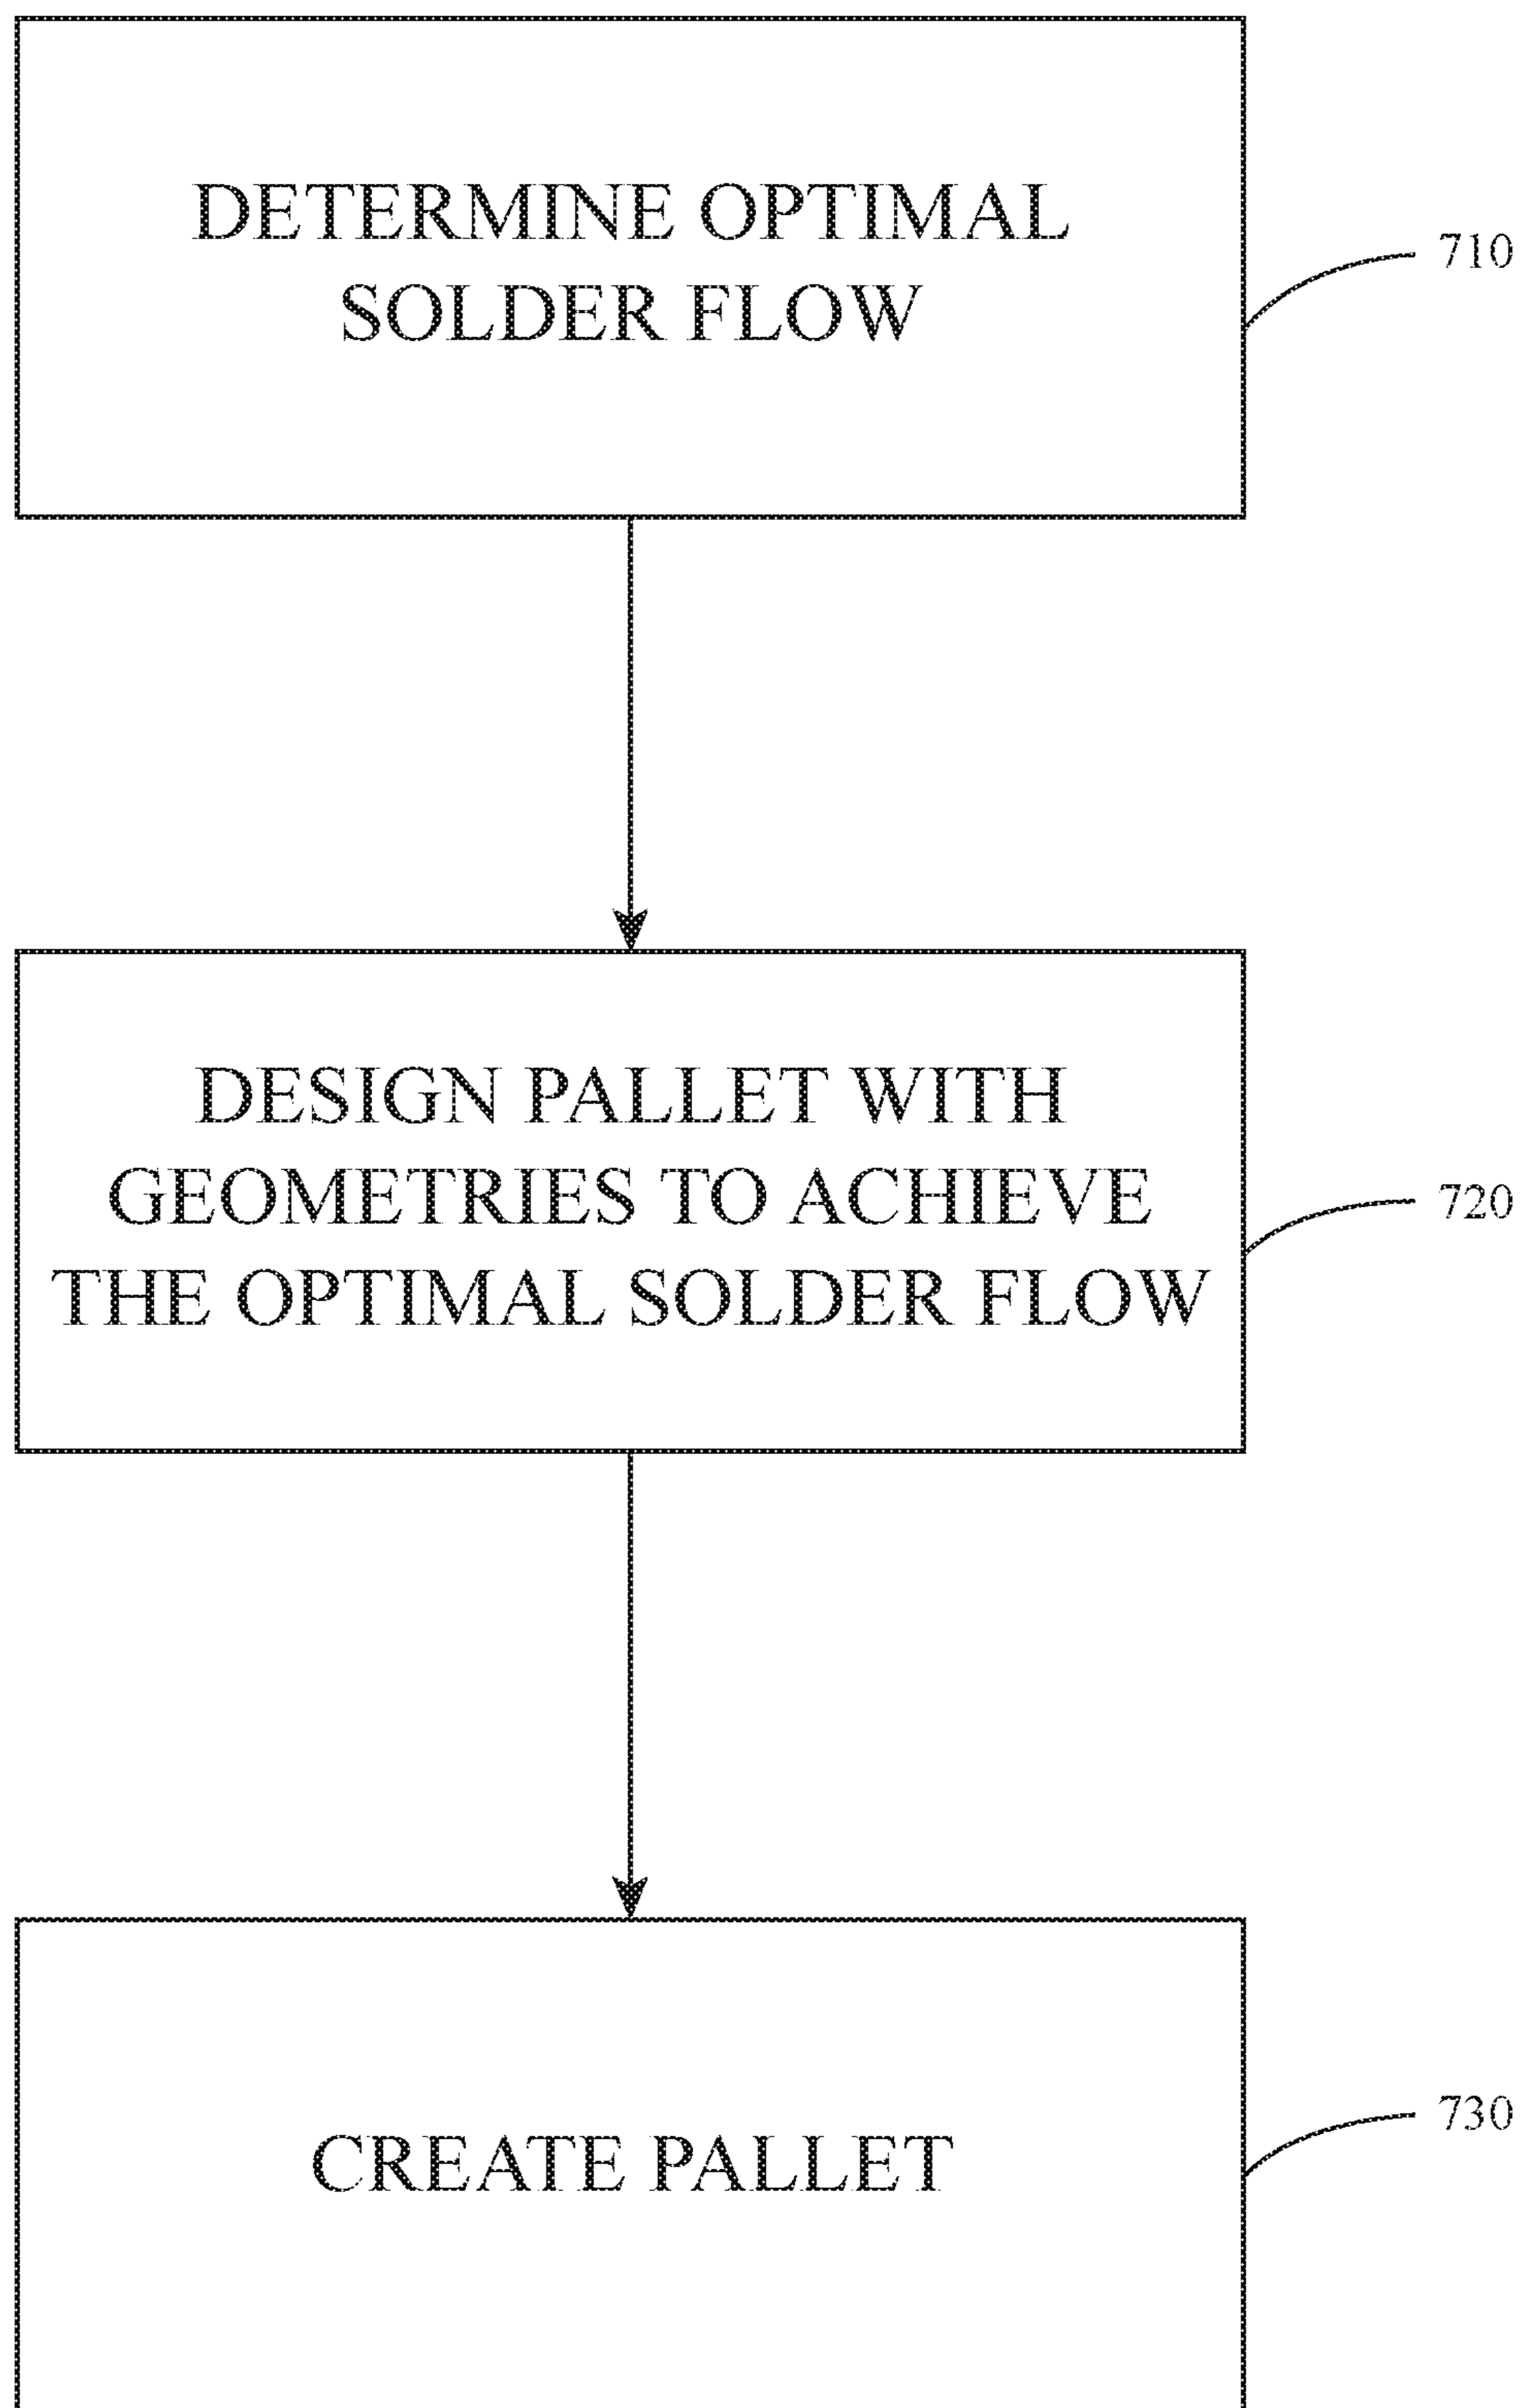 DETERMINE OPTIMAL
SOLDER FLOW
710
DESIGN PALLET WITH
GEOMETRIES TO ACHIEVE
THE OPTIMAL SOLDER FLOW
720
CREATE PALLET
730